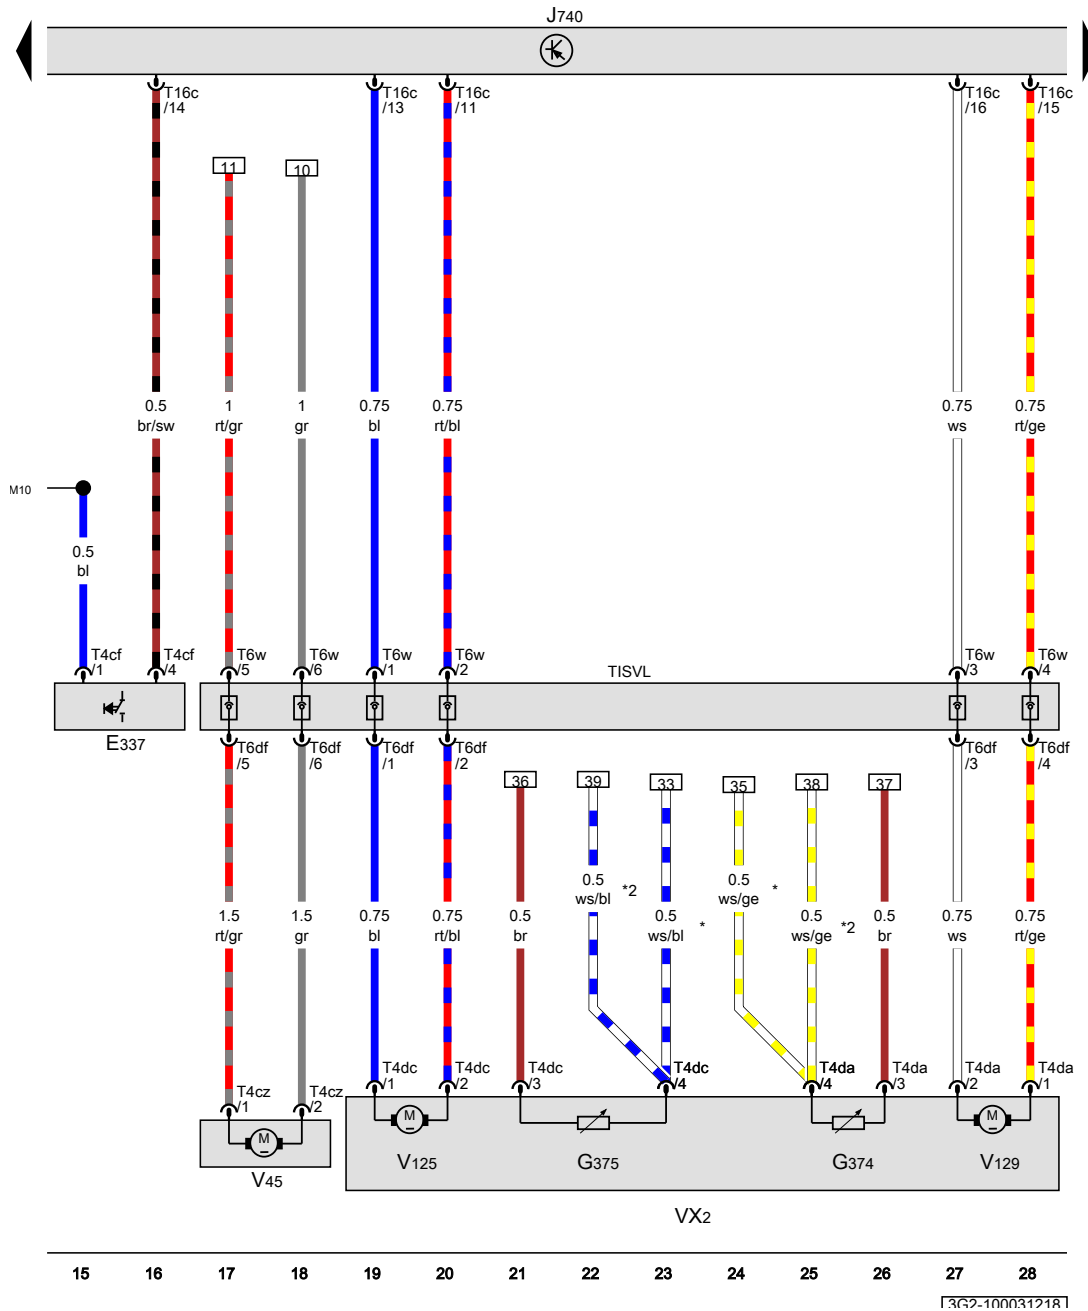 J740
T16c /14
T16c /13
T16c /11
T16c /16
T16c /15
11
10
0.5 br/sw
1 rt/gr
1 gr
0.75 bl
0.75 rt/bl
0.75 ws
0.75 rt/ge
M10
0.5 bl
T4cf /1
T4cf /4
T6w /5
T6w /6
T6w /1
T6w /2
TISVL
T6w /3
T6w /4
E337
T6df /5
T6df /6
T6df /1
T6df /2
T6df /3
T6df /4
36
39
33
35
38
37
0.5 ws/bl *2
0.5 ws/ge *
1.5 rt/gr
1.5 gr
0.75 bl
0.75 rt/bl
0.5 br
0.5 ws/bl *
0.5 ws/ge *2
0.5 br
0.75 ws
0.75 rt/ge
T4cz /1
T4cz /2
T4dc /1
T4dc /2
T4dc /3
T4dc /4
T4da /4
T4da /3
T4da /2
T4da /1
M
M
M
V45
V125
G375
G374
V129
VX2
15 16 17 18 19 20 21 22 23 24 25 26 27 28
3G2-100031218